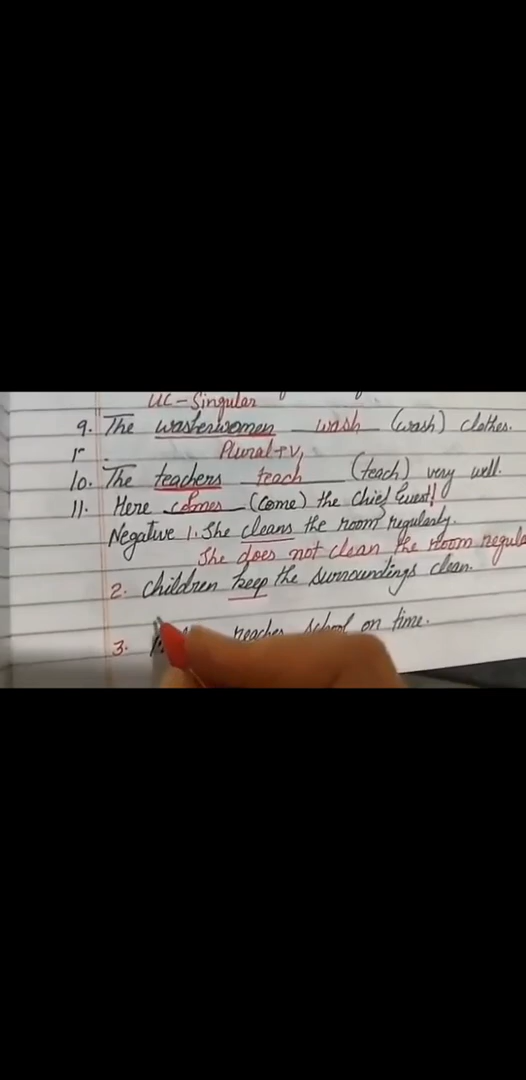 UC - Singular
9. The washerwomen wash (wash) clothes.
Plural + V1
10. The teachers teach (teach) very well.
11. Here comes (come) the Chief Guest!
Negative 1. She cleans the room regularly.
She does not clean the room regula
2. Children keep the surroundings clean.
3. reaches school on time.